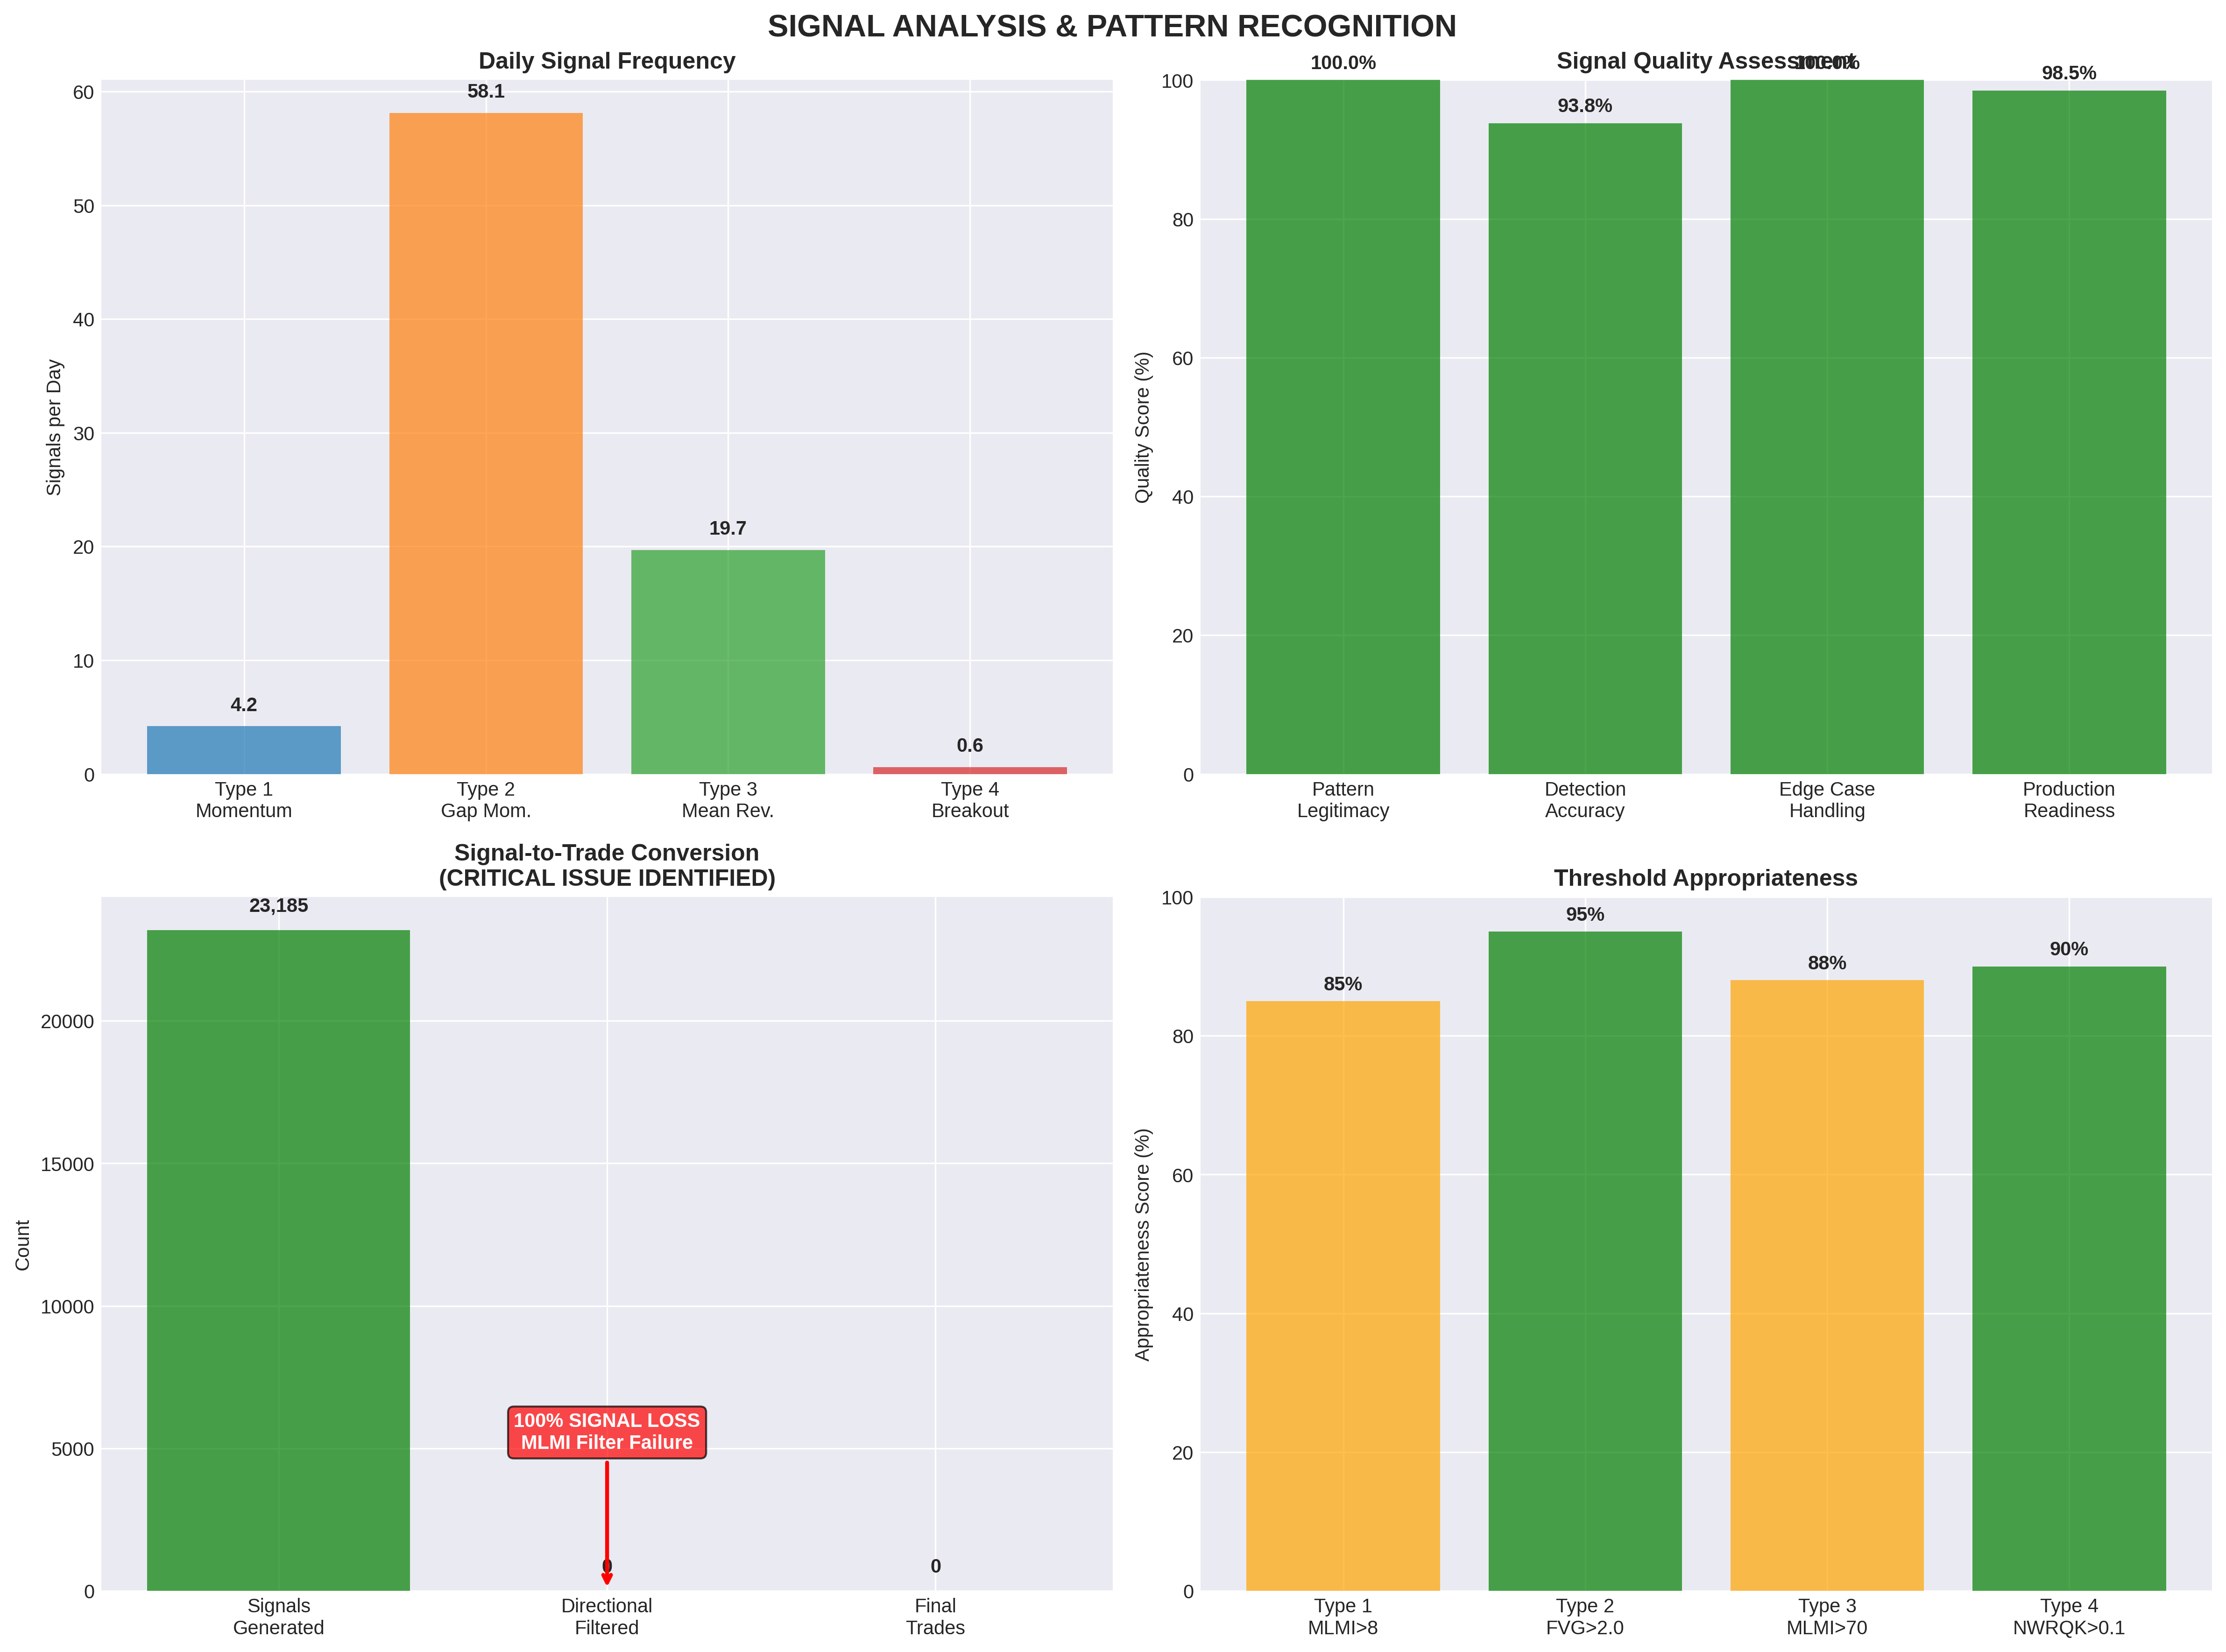 SIGNAL ANALYSIS & PATTERN RECOGNITION
Daily Signal Frequency
Signals per Day
60
50
40
30
20
10
0
4.2
58.1
19.7
0.6
Type 1
Momentum
Type 2
Gap Mom.
Type 3
Mean Rev.
Type 4
Breakout
Signal Quality Assessment
Quality Score (%)
100
80
60
40
20
0
100.0%
93.8%
100.0%
98.5%
Pattern
Legitimacy
Detection
Accuracy
Edge Case
Handling
Production
Readiness
Signal-to-Trade Conversion
(CRITICAL ISSUE IDENTIFIED)
Count
20000
15000
10000
5000
0
23,185
100% SIGNAL LOSS
MLMI Filter Failure
0
0
Signals
Generated
Directional
Filtered
Final
Trades
Threshold Appropriateness
Appropriateness Score (%)
100
80
60
40
20
0
85%
95%
88%
90%
Type 1
MLMI>8
Type 2
FVG>2.0
Type 3
MLMI>70
Type 4
NWRQK>0.1